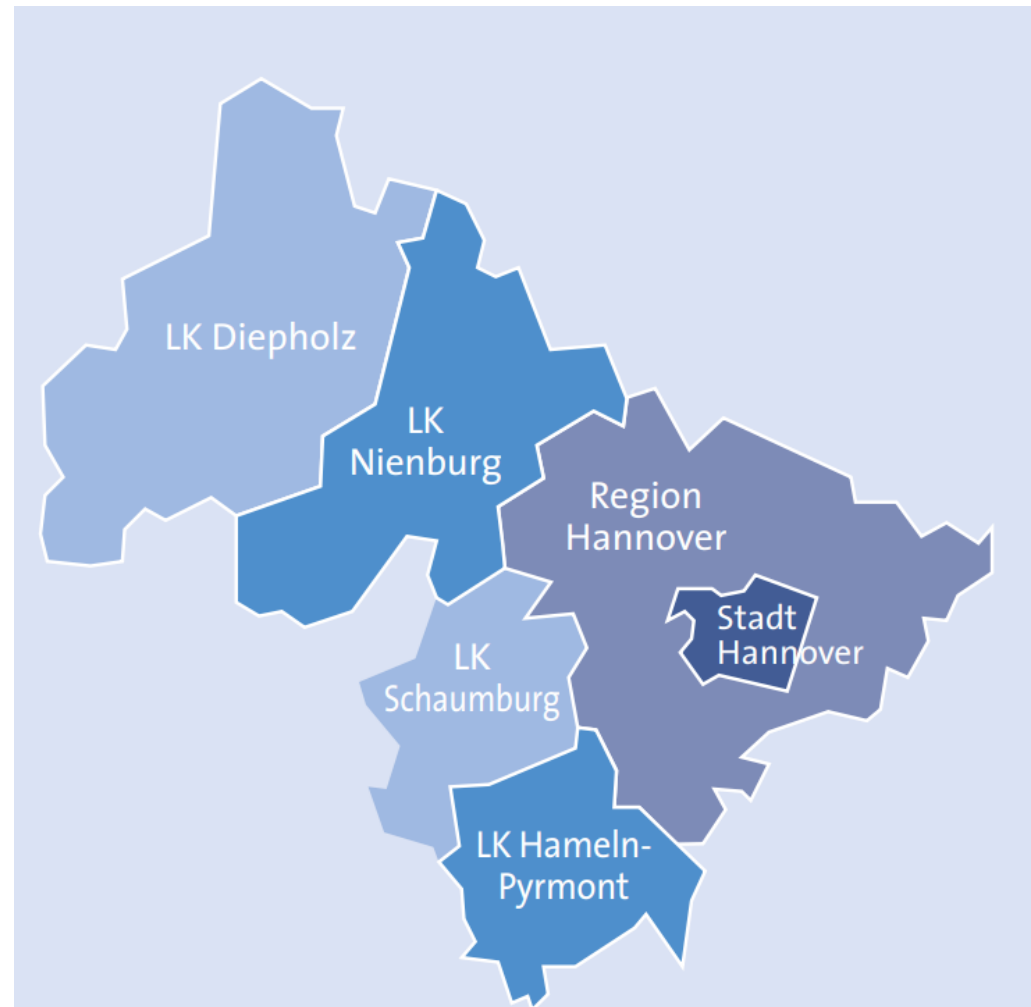 LK Diepholz
LK
Nienburg
Region
Hannover
Stadt
Hannover
LK
Schaumburg
LK Hameln-
Pyrmont